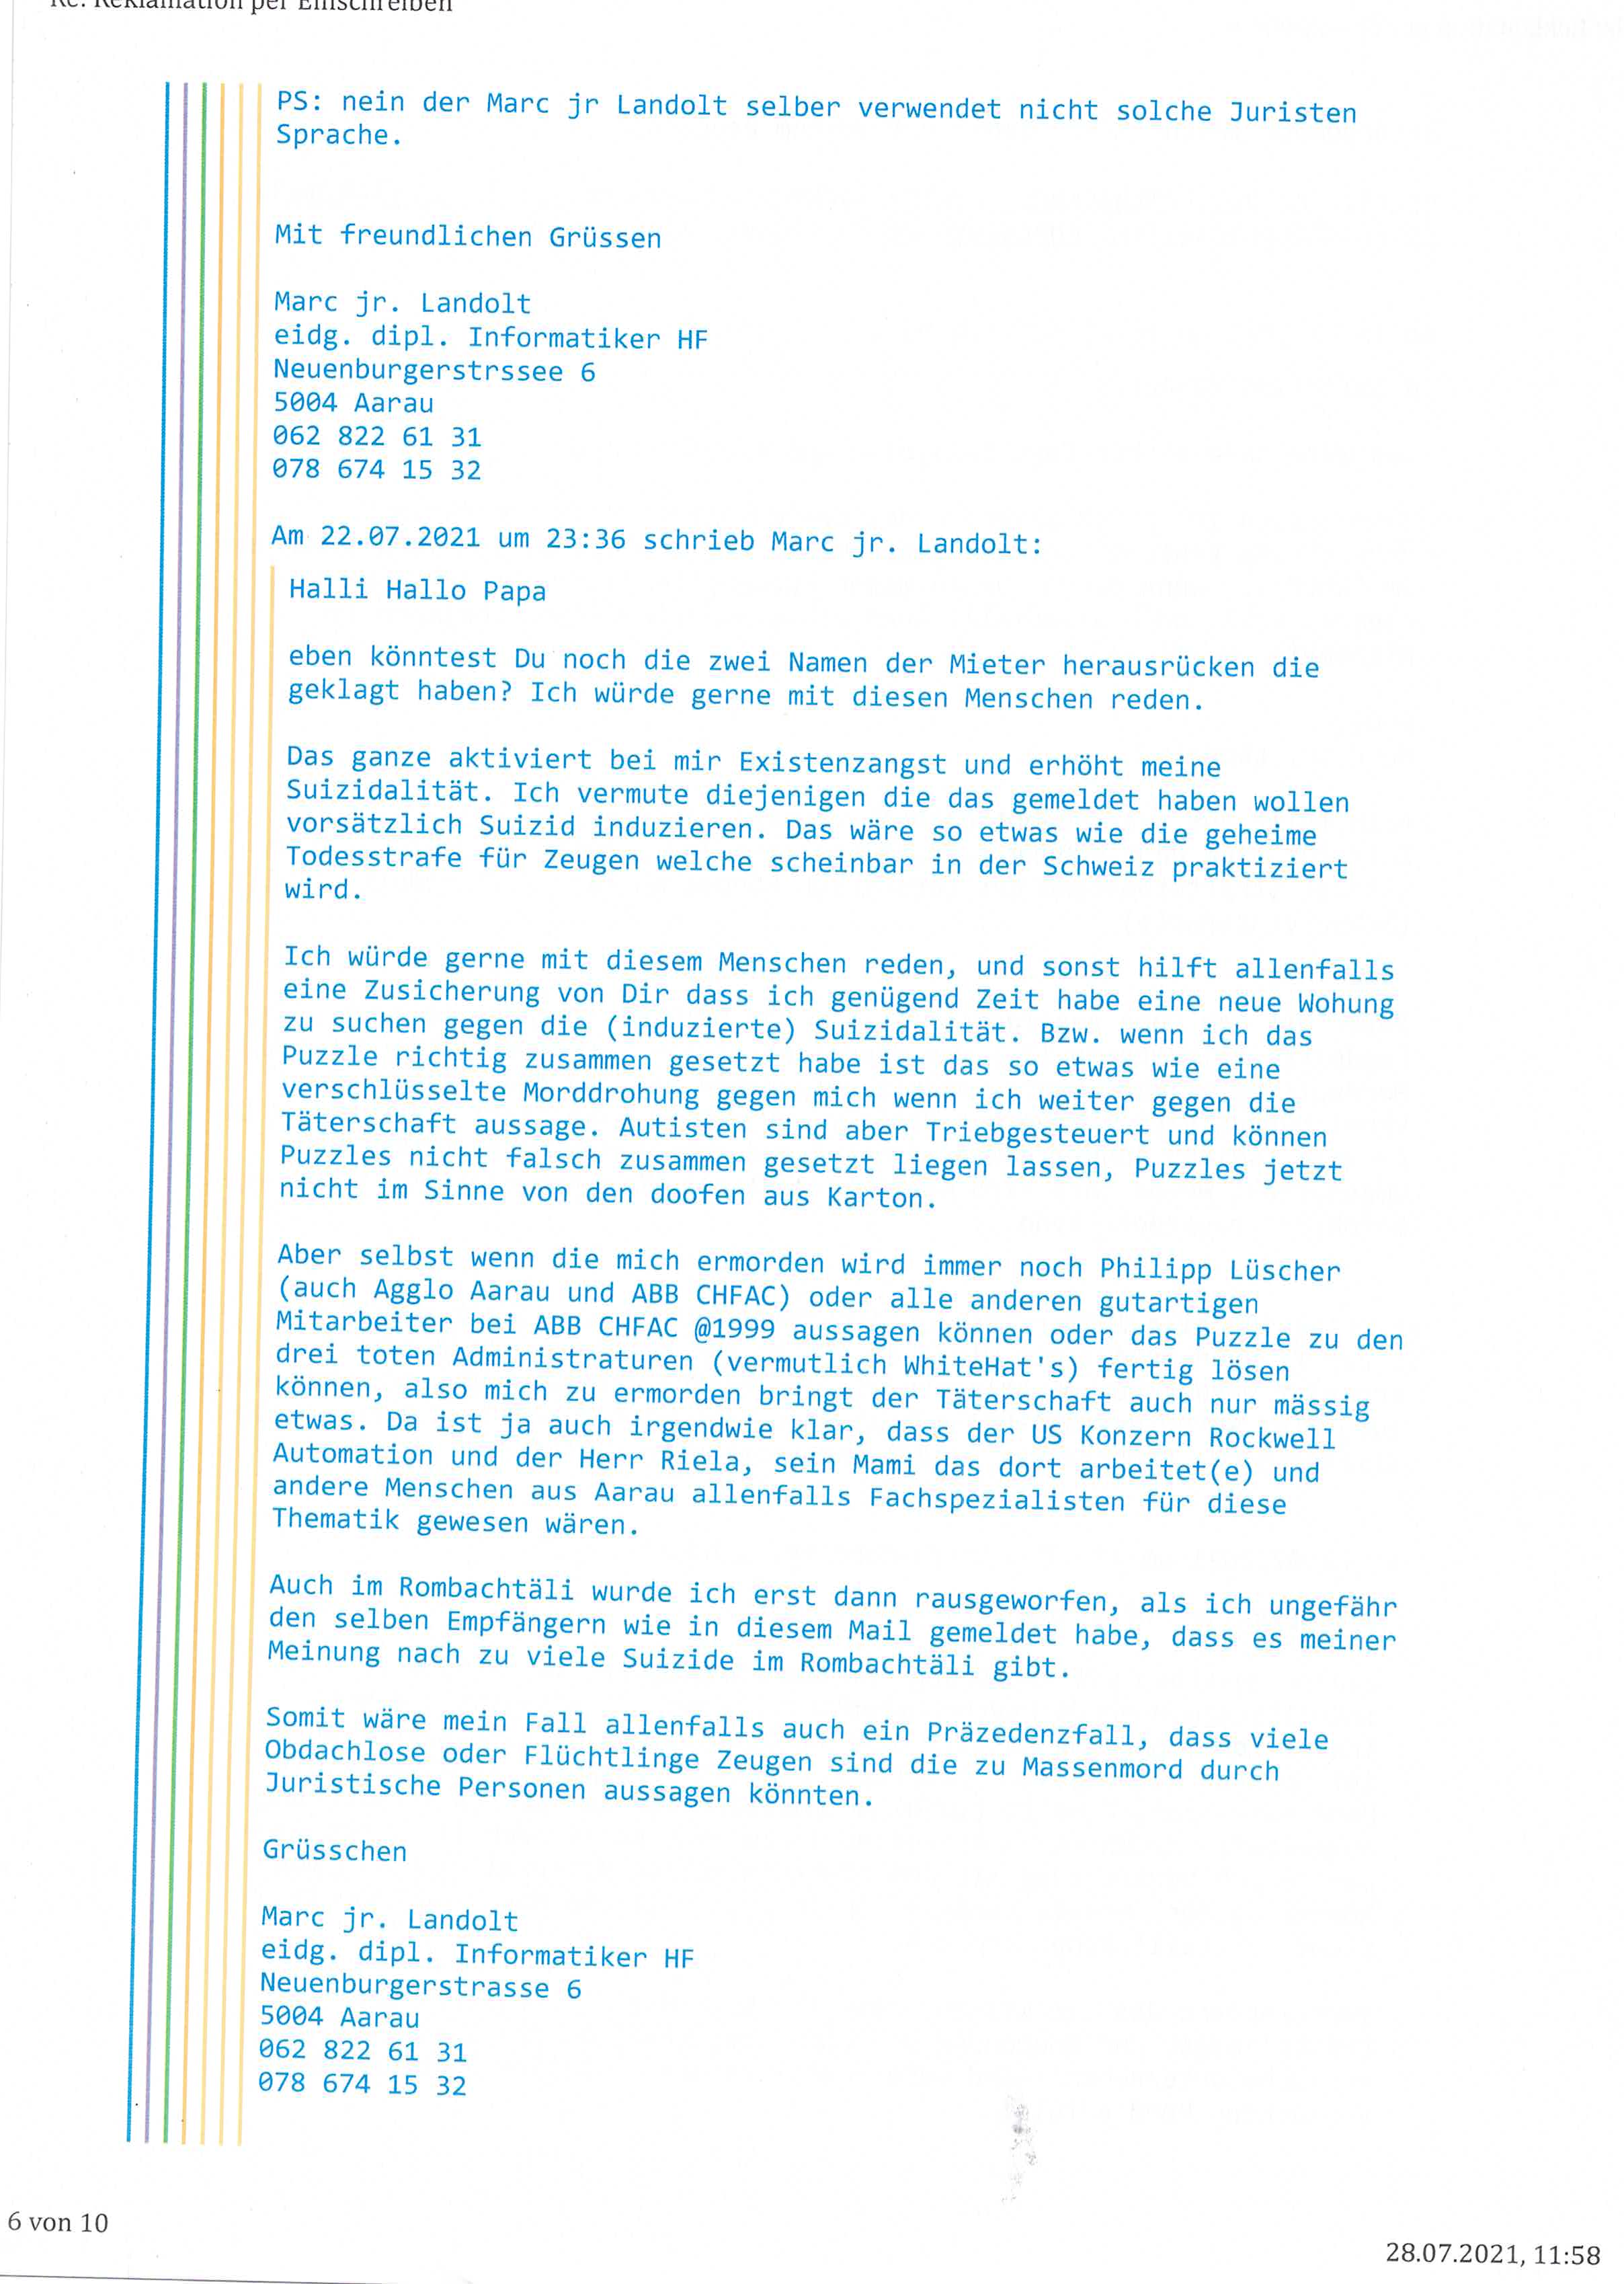 Re: Reklamation per Einschreiben
PS: nein der Marc jr Landolt selber verwendet nicht solche Juristen
Sprache.
Mit freundlichen Grüssen
Marc jr. Landolt
eidg. dipl. Informatiker HF
Neuenburgerstrssee 6
5004 Aarau
062 822 61 31
078 674 15 32
Am 22.07.2021 um 23:36 schrieb Marc jr. Landolt:
Halli Hallo Papa
eben könntest Du noch die zwei Namen der Mieter herausrücken die
geklagt haben? Ich würde gerne mit diesen Menschen reden.
Das ganze aktiviert bei mir Existenzangst und erhöht meine
Suizidalität. Ich vermute diejenigen die das gemeldet haben wollen
vorsätzlich Suizid induzieren. Das wäre so etwas wie die geheime
Todesstrafe für Zeugen welche scheinbar in der Schweiz praktiziert
wird.
Ich würde gerne mit diesem Menschen reden, und sonst hilft allenfalls
eine Zusicherung von Dir dass ich genügend Zeit habe eine neue Wohung
zu suchen gegen die (induzierte) Suizidalität. Bzw. wenn ich das
Puzzle richtig zusammen gesetzt habe ist das so etwas wie eine
verschlüsselte Morddrohung gegen mich wenn ich weiter gegen die
Täterschaft aussage. Autisten sind aber Triebgesteuert und können
Puzzles nicht falsch zusammen gesetzt liegen lassen, Puzzles jetzt
nicht im Sinne von den doofen aus Karton.
Aber selbst wenn die mich ermorden wird immer noch Philipp Lüscher
(auch Agglo Aarau und ABB CHFAC) oder alle anderen gutartigen
Mitarbeiter bei ABB CHFAC @1999 aussagen können oder das Puzzle zu den
drei toten Administraturen (vermutlich WhiteHat's) fertig lösen
können, also mich zu ermorden bringt der Täterschaft auch nur mässig
etwas. Da ist ja auch irgendwie klar, dass der US Konzern Rockwell
Automation und der Herr Riela, sein Mami das dort arbeitet(e) und
andere Menschen aus Aarau allenfalls Fachspezialisten für diese
Thematik gewesen wären.
Auch im Rombachtäli wurde ich erst dann rausgeworfen, als ich ungefähr
den selben Empfängern wie in diesem Mail gemeldet habe, dass es meiner
Meinung nach zu viele Suizide im Rombachtäli gibt.
Somit wäre mein Fall allenfalls auch ein Präzedenzfall, dass viele
Obdachlose oder Flüchtlinge Zeugen sind die zu Massenmord durch
Juristische Personen aussagen könnten.
Grüsschen
Marc jr. Landolt
eidg. dipl. Informatiker HF
Neuenburgerstrasse 6
5004 Aarau
062 822 61 31
078 674 15 32
6 von 10
28.07.2021, 11:58